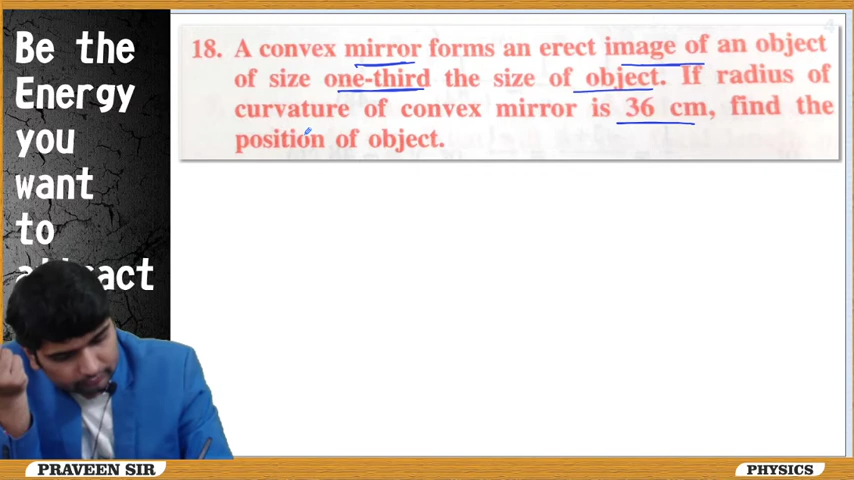 Be the
Energy
you
want
to
18. A convex mirror forms an erect image of an object
of size one-third the size of object. If radius of
curvature of convex mirror is 36 cm, find the
position of object.
PRAVEEN SIR
PHYSICS